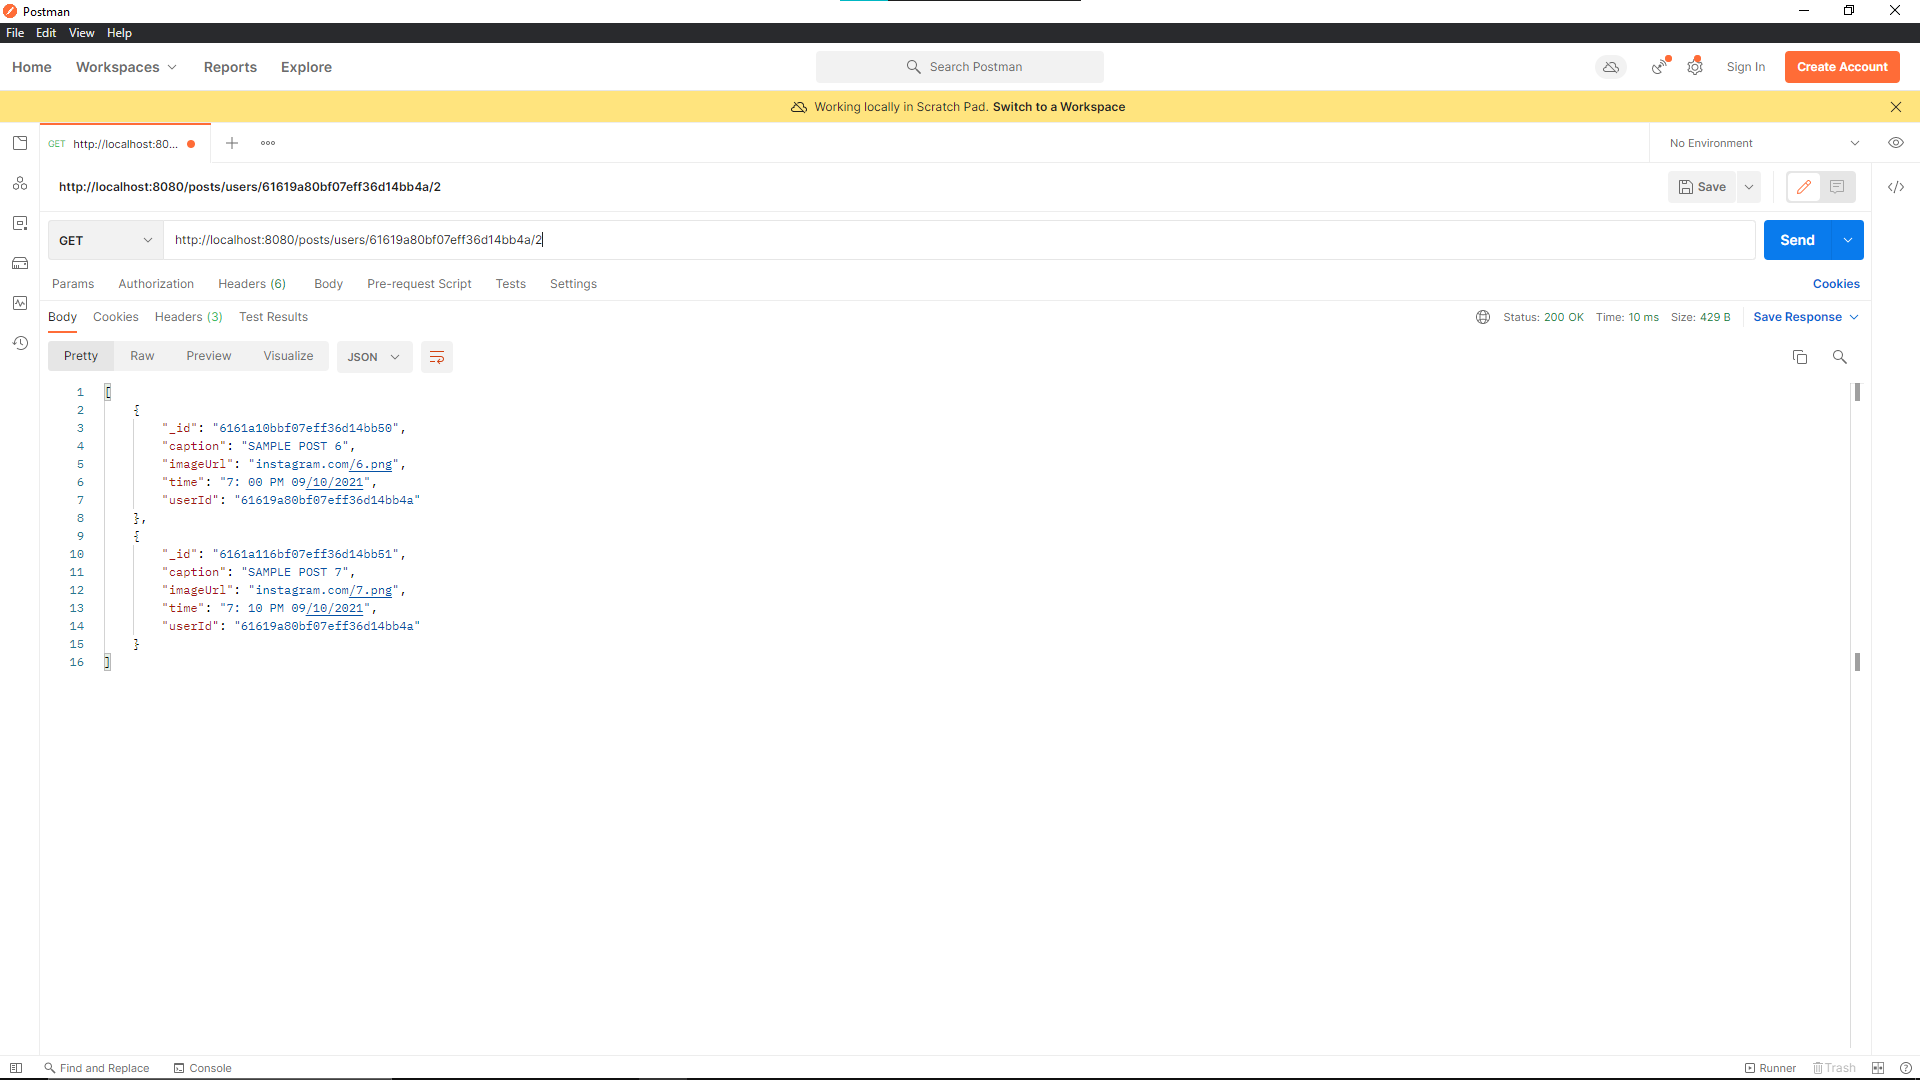 Postman
File Edit View Help
Home Workspaces Reports Explore Search Postman Sign In Create Account
Working locally in Scratch Pad. Switch to a Workspace
GET http://localhost:80... No Environment
http://localhost:8080/posts/users/61619a80bf07eff36d14bb4a/2 Save
GET http://localhost:8080/posts/users/61619a80bf07eff36d14bb4a/2 Send
Params Authorization Headers (6) Body Pre-request Script Tests Settings Cookies
Body Cookies Headers (3) Test Results Status: 200 OK Time: 10 ms Size: 429 B Save Response
Pretty Raw Preview Visualize JSON
1 [
2 {
3 "_id": "6161a10bbf07eff36d14bb50",
4 "caption": "SAMPLE POST 6",
5 "imageUrl": "instagram.com/6.png",
6 "time": "7: 00 PM 09/10/2021",
7 "userId": "61619a80bf07eff36d14bb4a"
8 },
9 {
10 "_id": "6161a116bf07eff36d14bb51",
11 "caption": "SAMPLE POST 7",
12 "imageUrl": "instagram.com/7.png",
13 "time": "7: 10 PM 09/10/2021",
14 "userId": "61619a80bf07eff36d14bb4a"
15 }
16 ]
Find and Replace Console Runner Trash